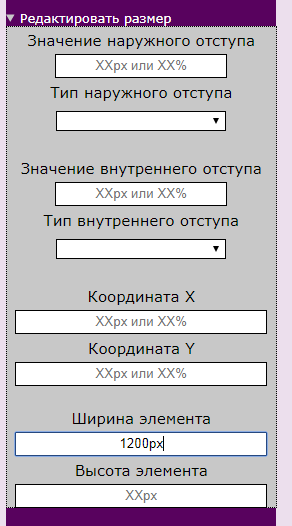 Редактировать размер
Значение наружного отступа
XXpx или XX%
Тип наружного отступа
Значение внутреннего отступа
XXpx или XX%
Тип внутреннего отступа
Координата X
XXpx или XX%
Координата Y
XXpx или XX%
Ширина элемента
1200px
Высота элемента
XXpx